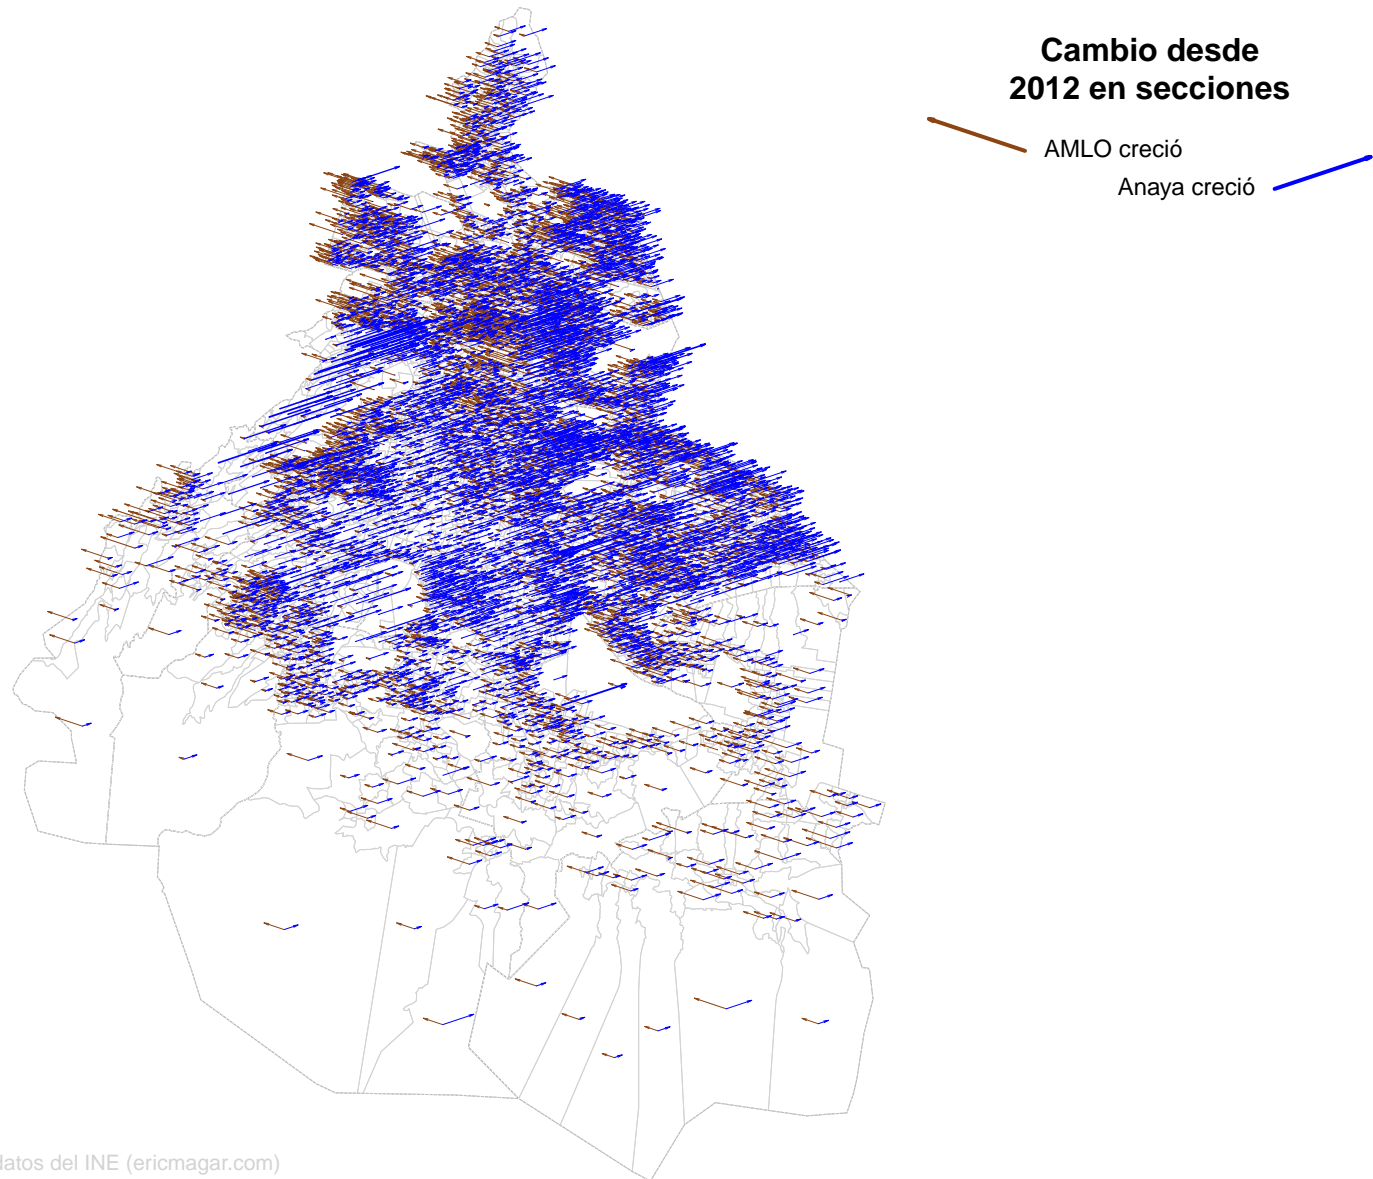 Cambio desde
2012 en secciones
AMLO creció
Anaya creció
datos del INE (ericmagar.com)